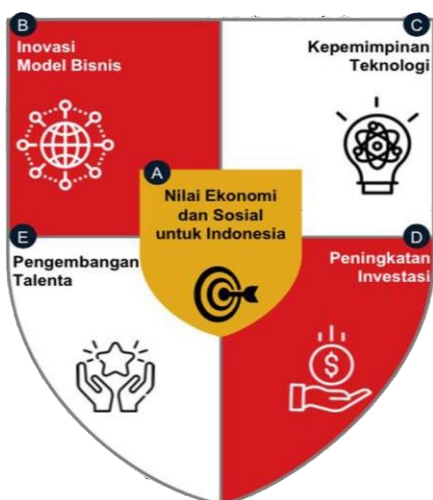 B
Inovasi
Model Bisnis
C
Kepemimpinan
Teknologi
A
Nilai Ekonomi
dan Sosial
untuk Indonesia
E
Pengembangan
Talenta
D
Peningkatan
Investasi
$